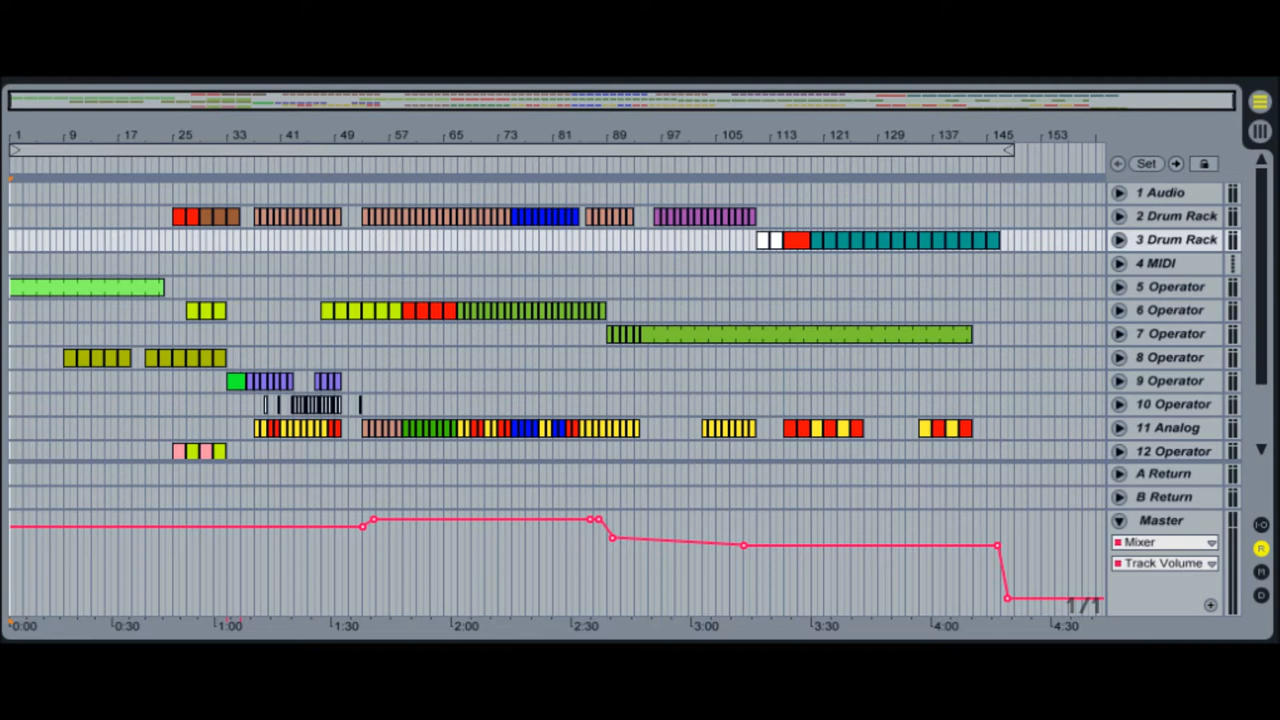 1 9 17 25 33 41 49 57 65 73 81 89 97 105 113 121 129 137 145 153
Set
1 Audio
2 Drum Rack
3 Drum Rack
4 MIDI
5 Operator
6 Operator
7 Operator
8 Operator
9 Operator
10 Operator
11 Analog
12 Operator
A Return
B Return
Master
I·O
Mixer
R
Track Volume
M
D
1/1
0:00 0:30 1:00 1:30 2:00 2:30 3:00 3:30 4:00 4:30